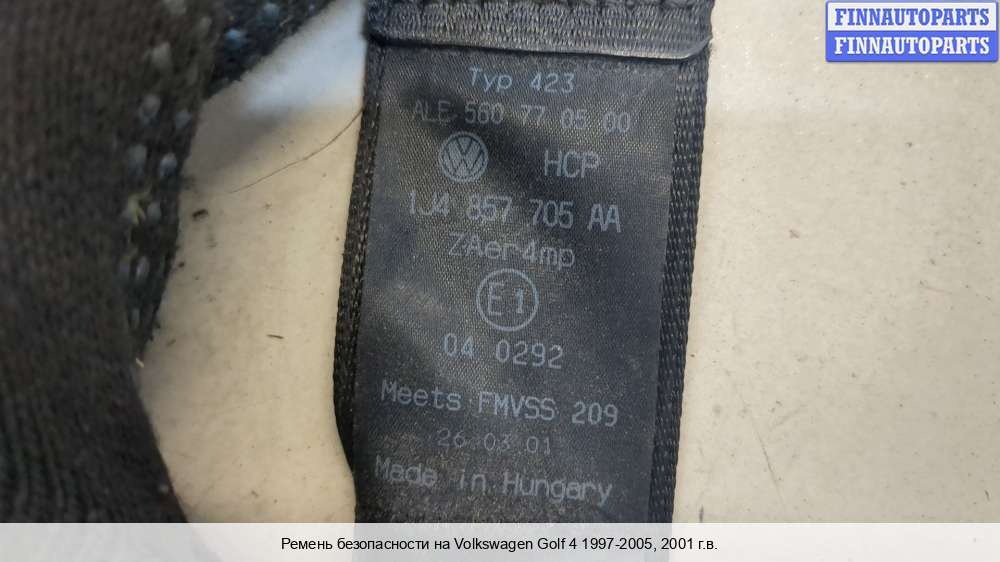 FINNAUTOPARTS
FINNAUTOPARTS
Typ 423
ALE 560 77 05 00
VW HCP
1J4 857 705 AA
ZAer4mp
E1
04 0292
Meets FMVSS 209
26 03 01
Made in Hungary
Ремень безопасности на Volkswagen Golf 4 1997-2005, 2001 г.в.